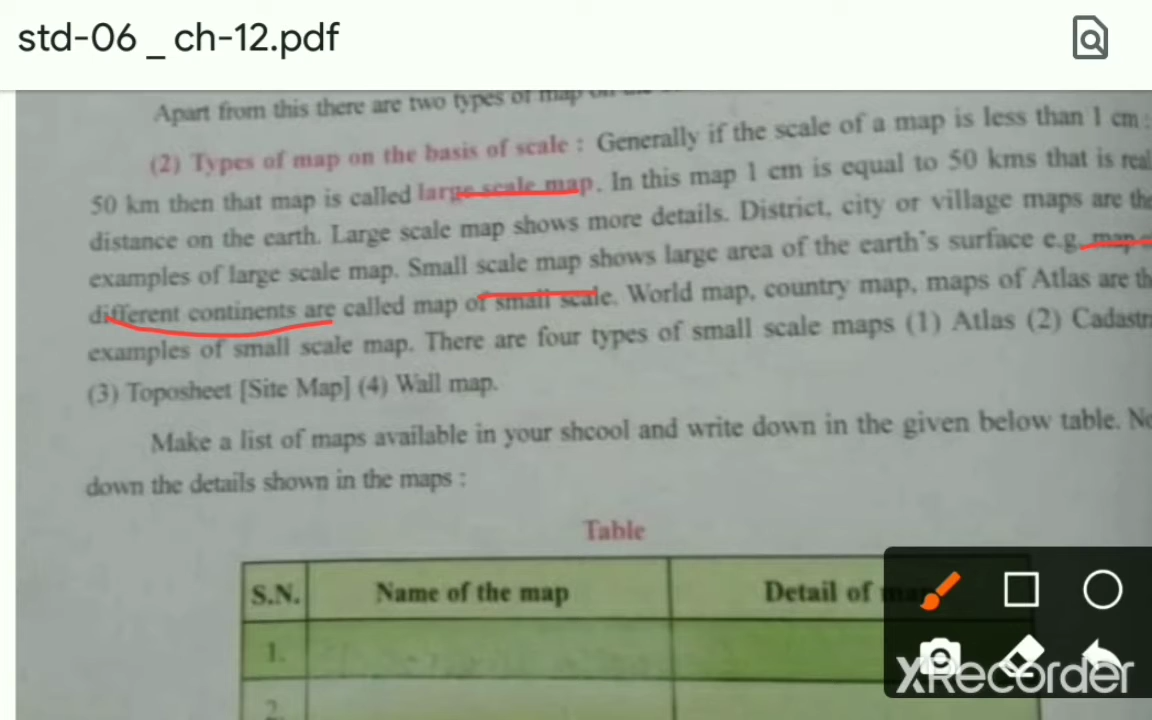 std-06 _ ch-12.pdf
Apart from this there are two types of map on the
(2) Types of map on the basis of scale : Generally if the scale of a map is less than 1 cm :
50 km then that map is called large scale map. In this map 1 cm is equal to 50 kms that is real
distance on the earth. Large scale map shows more details. District, city or village maps are the
examples of large scale map. Small scale map shows large area of the earth's surface e.g. map
different continents are called map of small scale. World map, country map, maps of Atlas are th
examples of small scale map. There are four types of small scale maps (1) Atlas (2) Cadastr
(3) Toposheet [Site Map] (4) Wall map.
Make a list of maps available in your shcool and write down in the given below table. No
down the details shown in the maps :
Table
S.N. Name of the map Detail of map
1.
2.
XRecorder